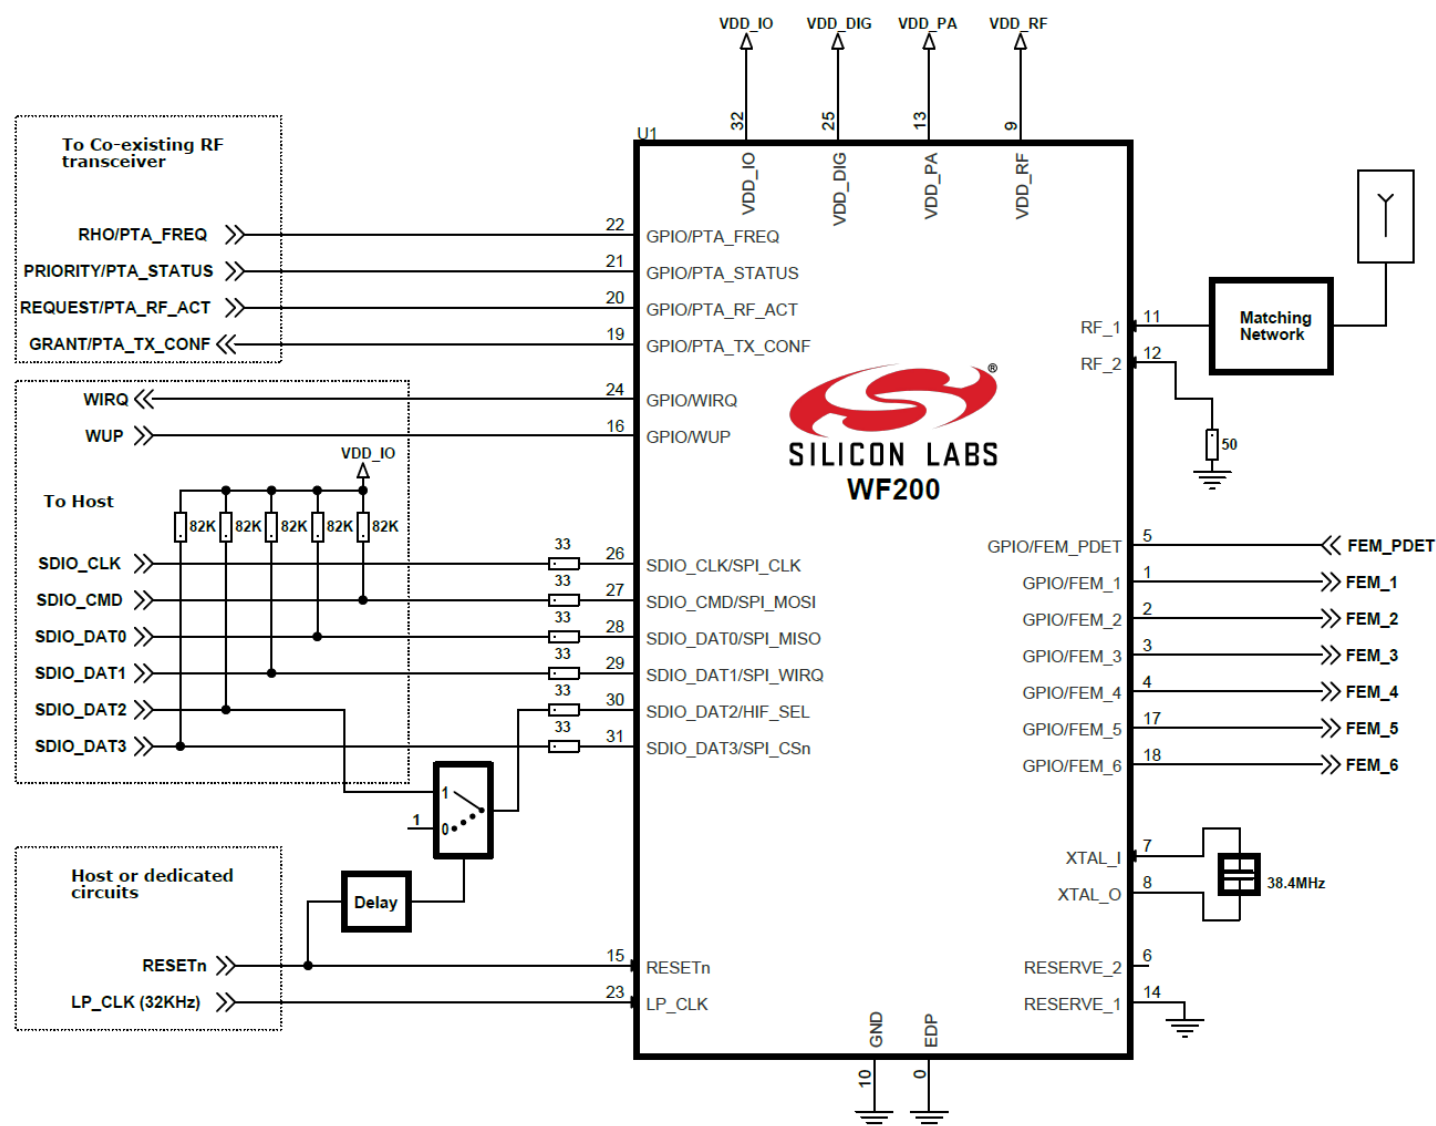 VDD_IO VDD_DIG VDD_PA VDD_RF
32 25 13 9
U1
VDD_IO VDD_DIG VDD_PA VDD_RF
To Co-existing RF
transceiver
RHO/PTA_FREQ 22 GPIO/PTA_FREQ
PRIORITY/PTA_STATUS 21 GPIO/PTA_STATUS
REQUEST/PTA_RF_ACT 20 GPIO/PTA_RF_ACT
GRANT/PTA_TX_CONF 19 GPIO/PTA_TX_CONF
WIRQ 24 GPIO/WIRQ
WUP 16 GPIO/WUP
VDD_IO
To Host
82K 82K 82K 82K 82K
SDIO_CLK 33 26 SDIO_CLK/SPI_CLK
SDIO_CMD 33 27 SDIO_CMD/SPI_MOSI
SDIO_DAT0 33 28 SDIO_DAT0/SPI_MISO
SDIO_DAT1 33 29 SDIO_DAT1/SPI_WIRQ
SDIO_DAT2 33 30 SDIO_DAT2/HIF_SEL
SDIO_DAT3 33 31 SDIO_DAT3/SPI_CSn
1
1 0
Host or dedicated
circuits
Delay
RESETn 15 RESETn
LP_CLK (32KHz) 23 LP_CLK
®
SILICON LABS
WF200
RF_1 11
Matching
Network
RF_2 12
50
GPIO/FEM_PDET 5 FEM_PDET
GPIO/FEM_1 1 FEM_1
GPIO/FEM_2 2 FEM_2
GPIO/FEM_3 3 FEM_3
GPIO/FEM_4 4 FEM_4
GPIO/FEM_5 17 FEM_5
GPIO/FEM_6 18 FEM_6
XTAL_I 7
XTAL_O 8
38.4MHz
RESERVE_2 6
RESERVE_1 14
GND EDP
10 0